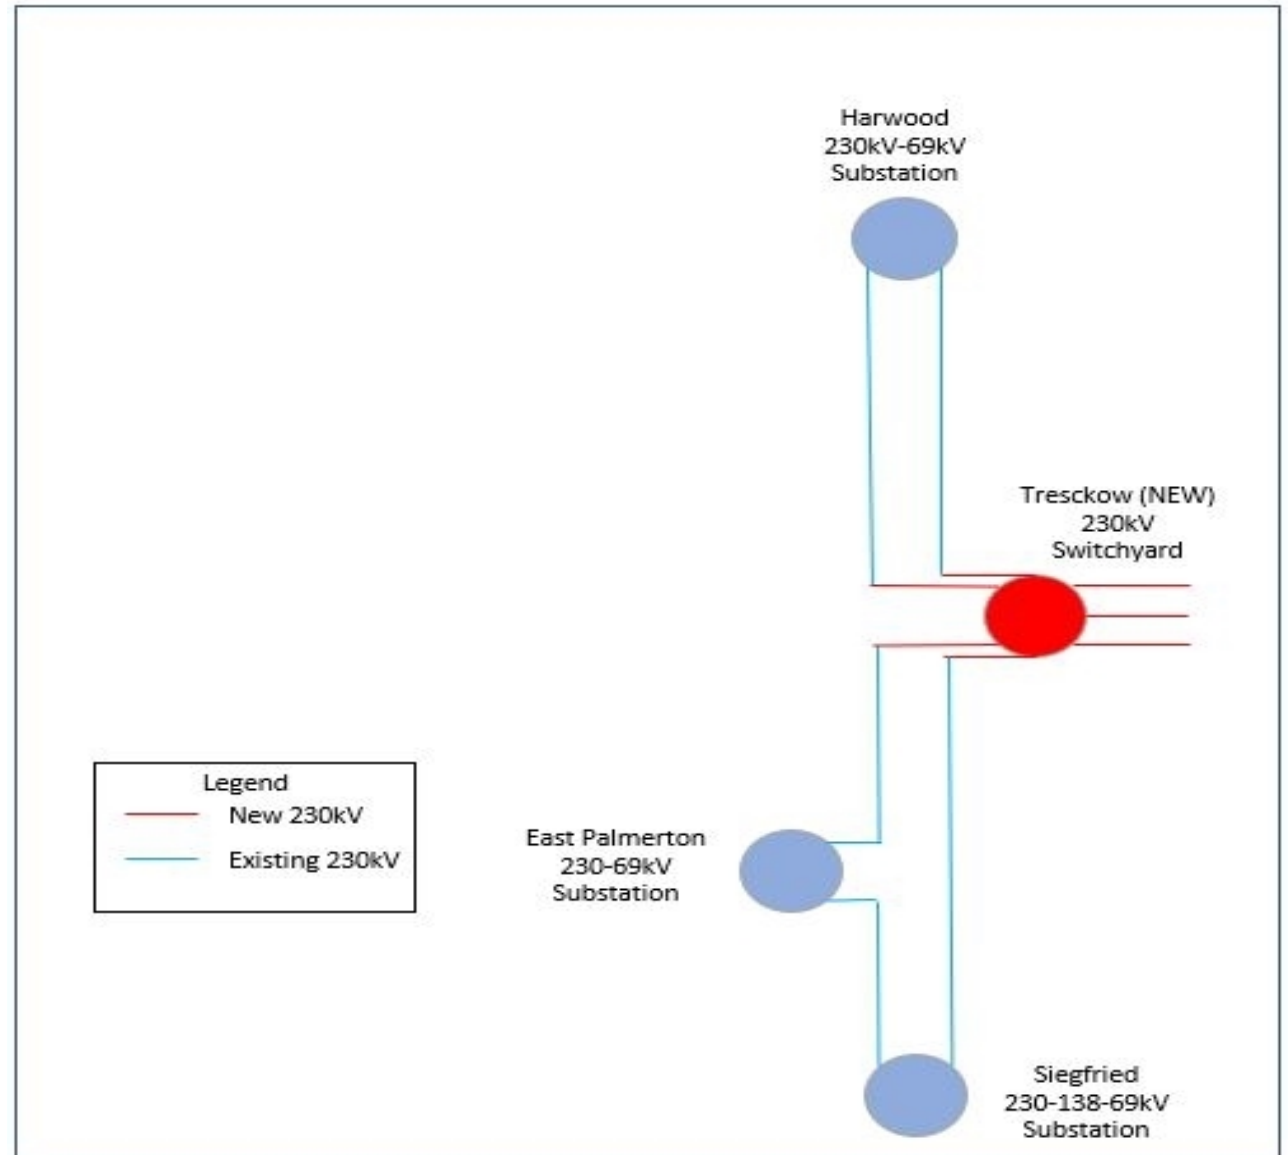 Harwood
230kV-69kV
Substation
Tresckow (NEW)
230kV
Switchyard
Legend
New 230kV
Existing 230kV
East Palmerton
230-69kV
Substation
Siegfried
230-138-69kV
Substation